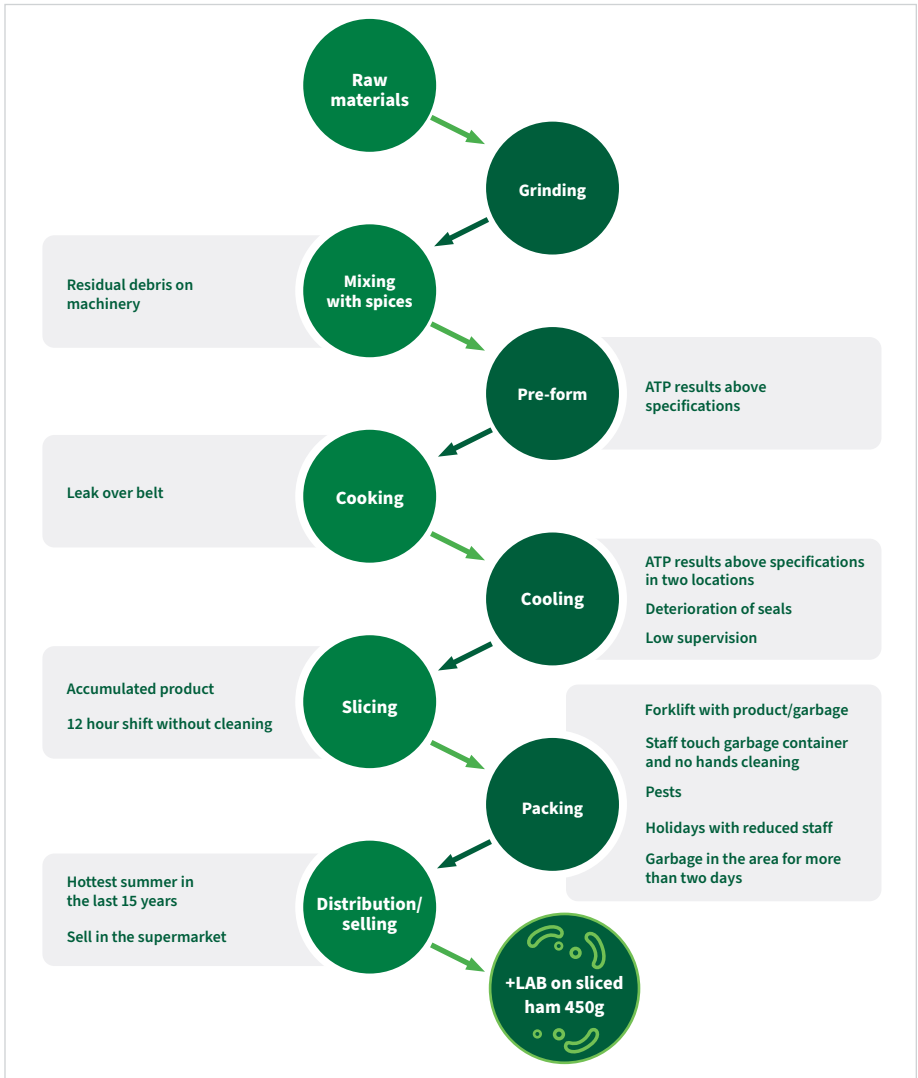 Raw
materials
Grinding
Residual debris on
machinery
Mixing
with spices
Pre-form
ATP results above
specifications
Leak over belt
Cooking
Cooling
ATP results above specifications
in two locations
Deterioration of seals
Low supervision
Accumulated product
12 hour shift without cleaning
Slicing
Packing
Forklift with product/garbage
Staff touch garbage container
and no hands cleaning
Pests
Holidays with reduced staff
Garbage in the area for more
than two days
Hottest summer in
the last 15 years
Sell in the supermarket
Distribution/
selling
+LAB on sliced
ham 450g